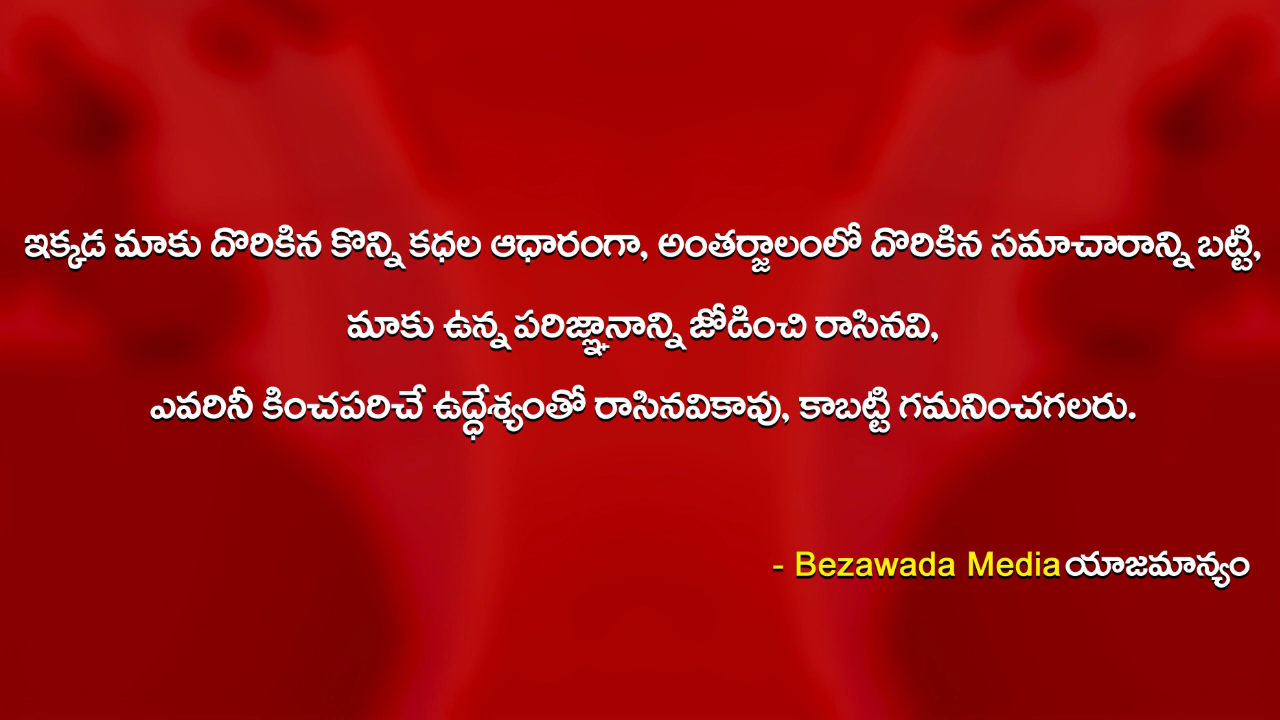 ఇక్కడ మాకు దొరికిన కొన్ని కధల ఆధారంగా, అంతర్జాలంలో దొరికిన సమాచారాన్ని బట్టి,
మాకు ఉన్న పరిజ్ఞానాన్ని జోడించి రాసినవి,
ఎవరినీ కించపరిచే ఉద్ధేశ్యంతో రాసినవికావు, కాబట్టి గమనించగలరు.
- Bezawada Media యాజమాన్యం